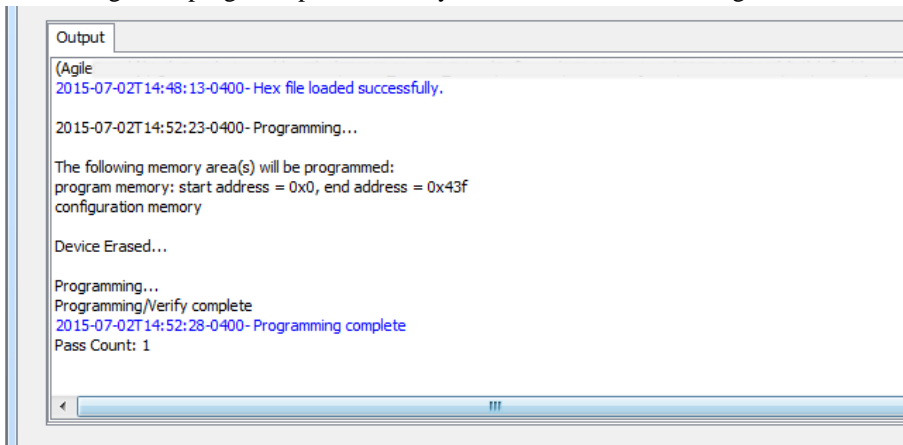 Output
(Agile
2015-07-02T14:48:13-0400- Hex file loaded successfully.
2015-07-02T14:52:23-0400- Programming...
The following memory area(s) will be programmed:
program memory: start address = 0x0, end address = 0x43f
configuration memory
Device Erased...
Programming...
Programming/Verify complete
2015-07-02T14:52:28-0400- Programming complete
Pass Count: 1